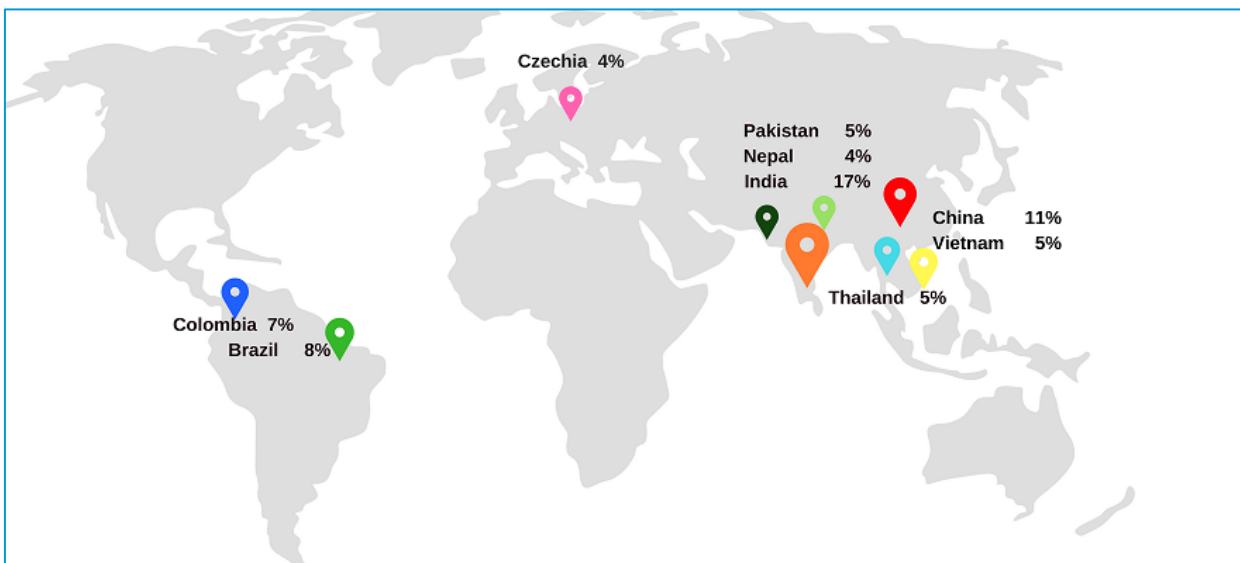 Czechia 4%
Pakistan 5%
Nepal 4%
India 17%
China 11%
Vietnam 5%
Thailand 5%
Colombia 7%
Brazil 8%